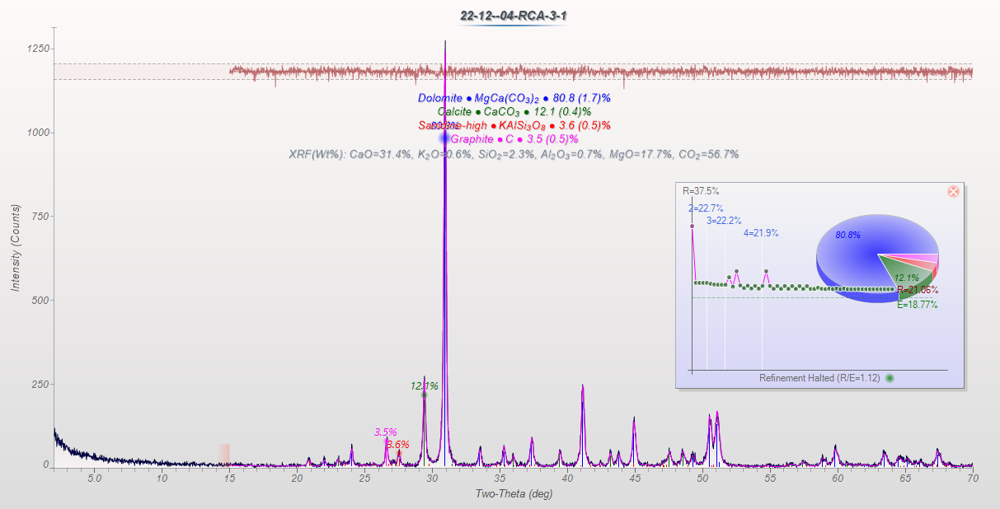 22-12--04-RCA-3-1
1250
1000
750
500
250
0
Intensity (Counts)
Dolomite ● MgCa(CO₃)₂ ● 80.8 (1.7)%
Calcite ● CaCO₃ ● 12.1 (0.4)%
Sanidine-high ● KAlSi₃O₈ ● 3.6 (0.5)%
80.8%
Graphite ● C ● 3.5 (0.5)%
XRF(Wt%): CaO=31.4%, K₂O=0.6%, SiO₂=2.3%, Al₂O₃=0.7%, MgO=17.7%, CO₂=56.7%
R=37.5%
2=22.7%
3=22.2%
4=21.9%
80.8%
12.1%
R=21.06%
E=18.77%
Refinement Halted (R/E=1.12)
12.1%
3.5%
3.6%
5.0 10 15 20 25 30 35 40 45 50 55 60 65 70
Two-Theta (deg)